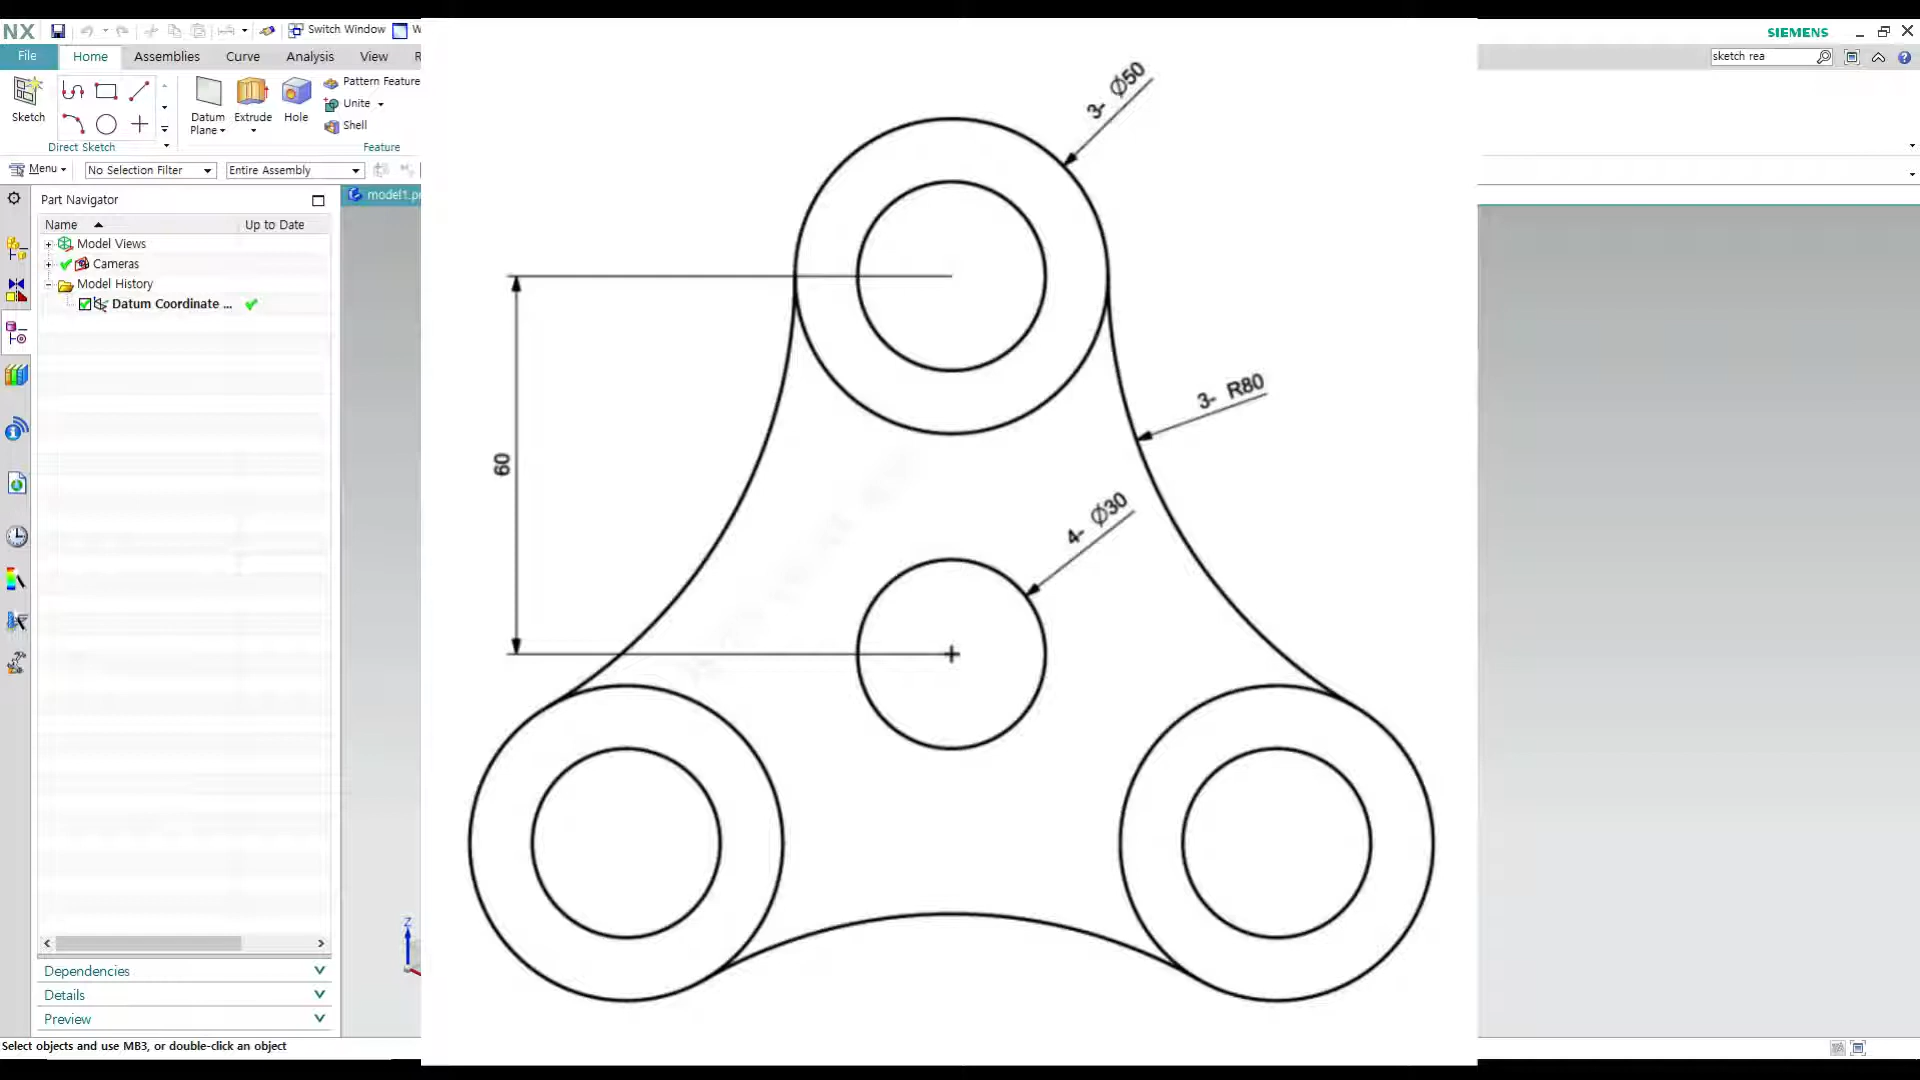 NX
Switch Window
W
SIEMENS
File
Home
Assemblies
Curve
Analysis
View
R
sketch rea
Sketch
Datum
Plane
Extrude
Hole
Pattern Feature
Unite
Shell
Direct Sketch
Feature
Menu
No Selection Filter
Entire Assembly
Part Navigator
model1.pr
Name
Up to Date
Model Views
Cameras
Model History
Datum Coordinate ...
3- Ø50
3- R80
60
4- Ø30
Z
Dependencies
Details
Preview
Select objects and use MB3, or double-click an object